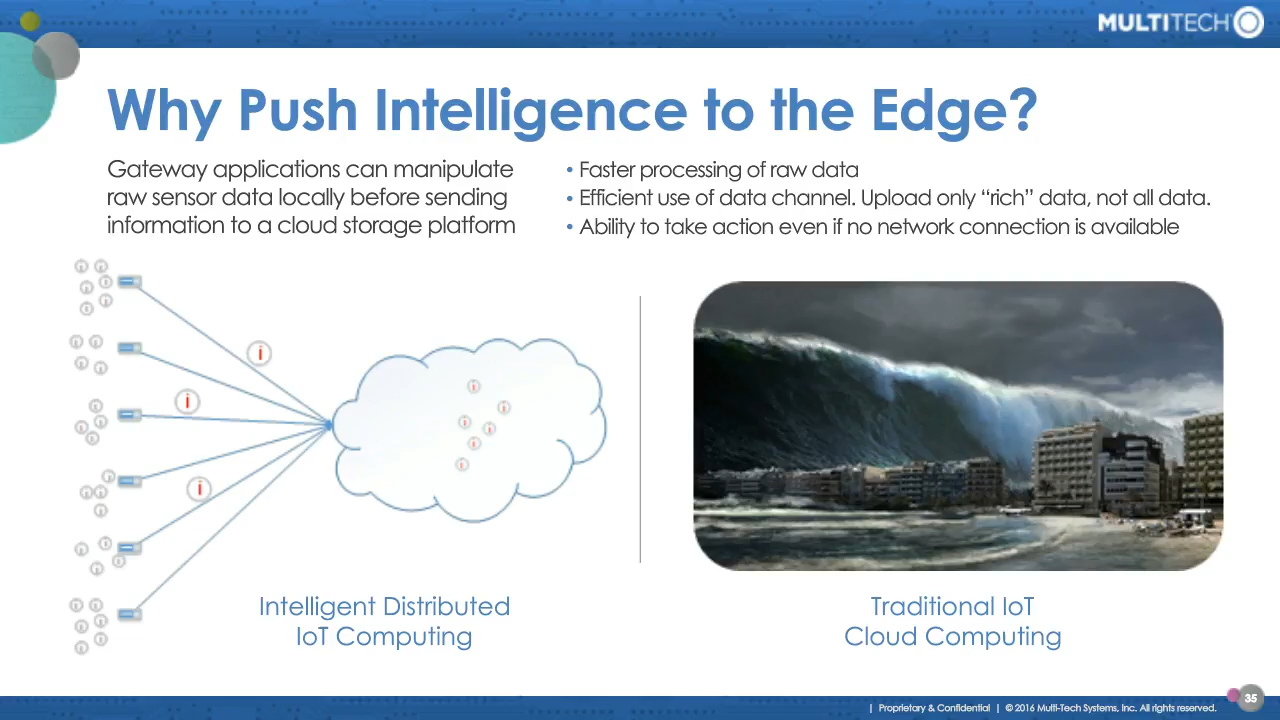 MULTITECH
Why Push Intelligence to the Edge?
Gateway applications can manipulate
raw sensor data locally before sending
information to a cloud storage platform
• Faster processing of raw data
• Efficient use of data channel. Upload only “rich” data, not all data.
• Ability to take action even if no network connection is available
i
i
i
i
i
i
i
i
i
Intelligent Distributed
IoT Computing
Traditional IoT
Cloud Computing
| Proprietary & Confidential | © 2016 Multi-Tech Systems, Inc. All rights reserved.
35